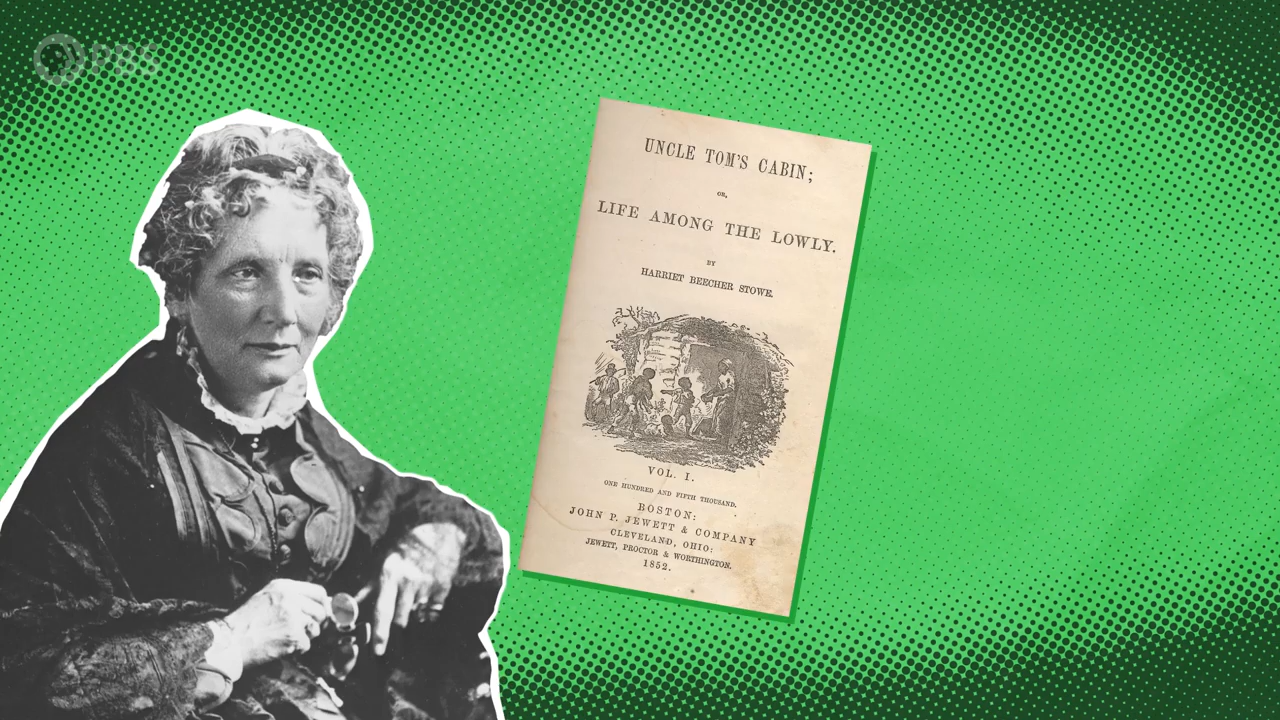 PBS
UNCLE TOM'S CABIN;
OR,
LIFE AMONG THE LOWLY.
BY
HARRIET BEECHER STOWE.
VOL. I.
ONE HUNDRED AND FIFTH THOUSAND.
BOSTON:
JOHN P. JEWETT & COMPANY
CLEVELAND, OHIO:
JEWETT, PROCTOR & WORTHINGTON.
1852.